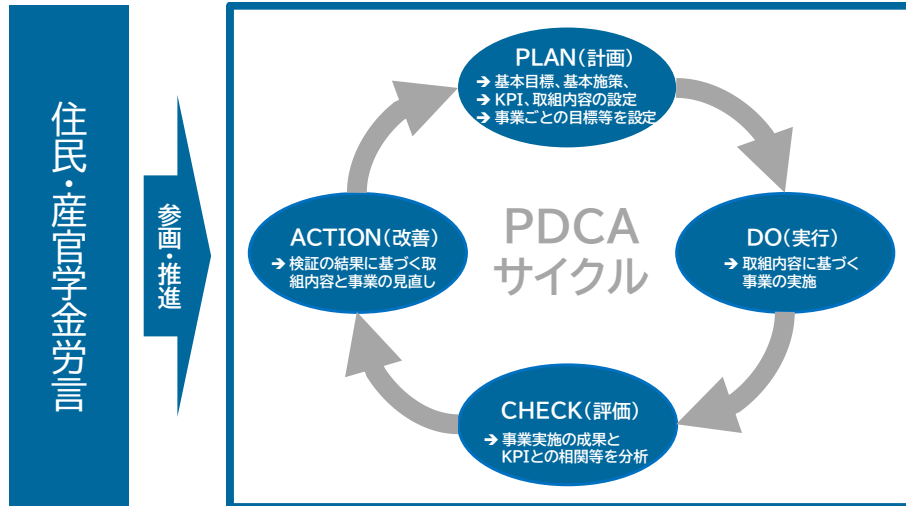 住民・産官学金労言
参画・推進
PLAN(計画)
➔ 基本目標、基本施策、
➔ KPI、取組内容の設定
➔ 事業ごとの目標等を設定
ACTION(改善)
➔ 検証の結果に基づく取
組内容と事業の見直し
PDCA
サイクル
DO(実行)
➔ 取組内容に基づく
事業の実施
CHECK(評価)
➔ 事業実施の成果と
KPIとの相関等を分析